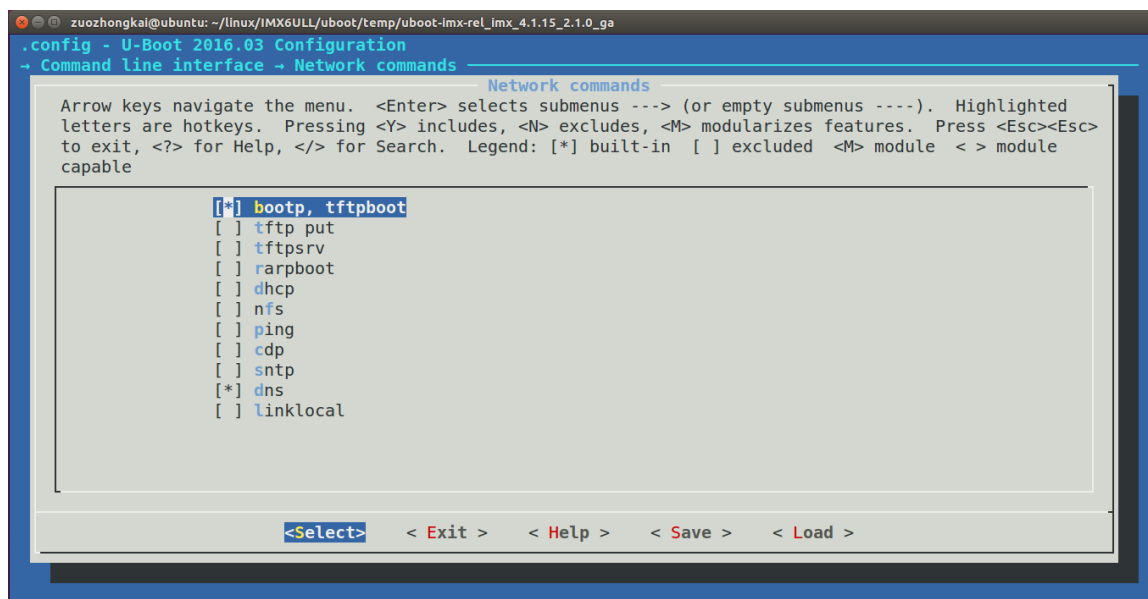 zuozhongkai@ubuntu: ~/linux/IMX6ULL/uboot/temp/uboot-imx-rel_imx_4.1.15_2.1.0_ga
.config - U-Boot 2016.03 Configuration
→ Command line interface → Network commands
Network commands
Arrow keys navigate the menu.  <Enter> selects submenus ---> (or empty submenus ----).  Highlighted
letters are hotkeys.  Pressing <Y> includes, <N> excludes, <M> modularizes features.  Press <Esc><Esc>
to exit, <?> for Help, </> for Search.  Legend: [*] built-in  [ ] excluded  <M> module  < > module
capable
[*] bootp, tftpboot
[ ] tftp put
[ ] tftpsrv
[ ] rarpboot
[ ] dhcp
[ ] nfs
[ ] ping
[ ] cdp
[ ] sntp
[*] dns
[ ] linklocal
<Select>    < Exit >    < Help >    < Save >    < Load >